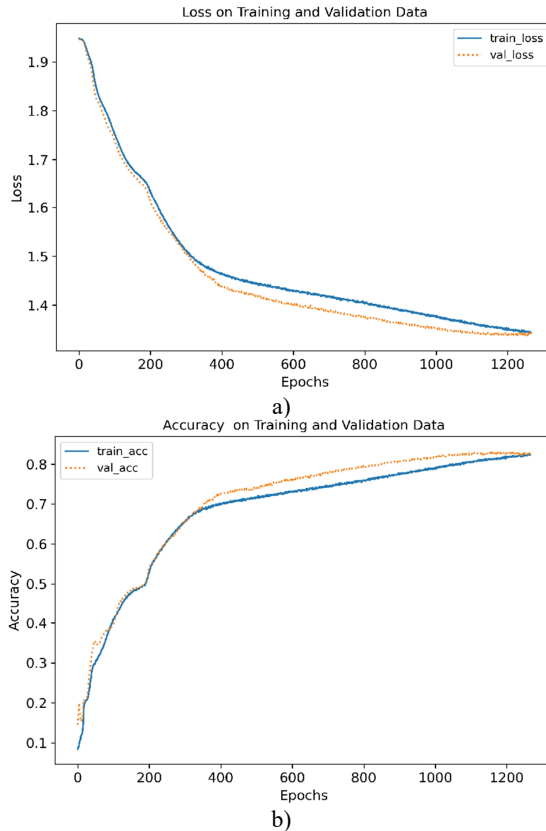 Loss on Training and Validation Data
train_loss
val_loss
1.9
1.8
1.7
1.6
1.5
1.4
Loss
0 200 400 600 800 1000 1200
Epochs
a)
Accuracy on Training and Validation Data
train_acc
val_acc
0.8
0.7
0.6
0.5
0.4
0.3
0.2
0.1
Accuracy
0 200 400 600 800 1000 1200
Epochs
b)